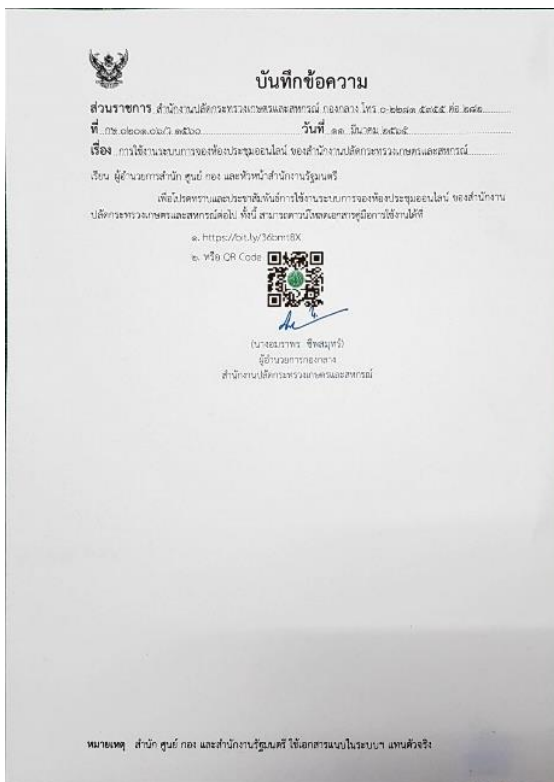 บันทึกข้อความ
ส่วนราชการ สำนักงานปลัดกระทรวงเกษตรและสหกรณ์ กองกลาง โทร ๐-๒๒๘๑ ๕๙๕๕ ต่อ ๒๘๒
ที่ กษ ๐๒๐๑.๐๖/ว ๑๕๖๐ วันที่ ๑๑ มีนาคม ๒๕๖๕
เรื่อง การใช้งานระบบการจองห้องประชุมออนไลน์ ของสำนักงานปลัดกระทรวงเกษตรและสหกรณ์
เรียน ผู้อำนวยการสำนัก ศูนย์ กอง และหัวหน้าสำนักงานรัฐมนตรี
เพื่อโปรดทราบและประชาสัมพันธ์การใช้งานระบบการจองห้องประชุมออนไลน์ ของสำนักงาน
ปลัดกระทรวงเกษตรและสหกรณ์ต่อไป ทั้งนี้ สามารถดาวน์โหลดเอกสารคู่มือการใช้งานได้ที่
๑. https://bit.ly/36bmt8X
๒. หรือ QR Code
(นางอมราพร ชีพสมุทร์)
ผู้อำนวยการกองกลาง
สำนักงานปลัดกระทรวงเกษตรและสหกรณ์
หมายเหตุ สำนัก ศูนย์ กอง และสำนักงานรัฐมนตรี ใช้เอกสารแนบในระบบฯ แทนตัวจริง